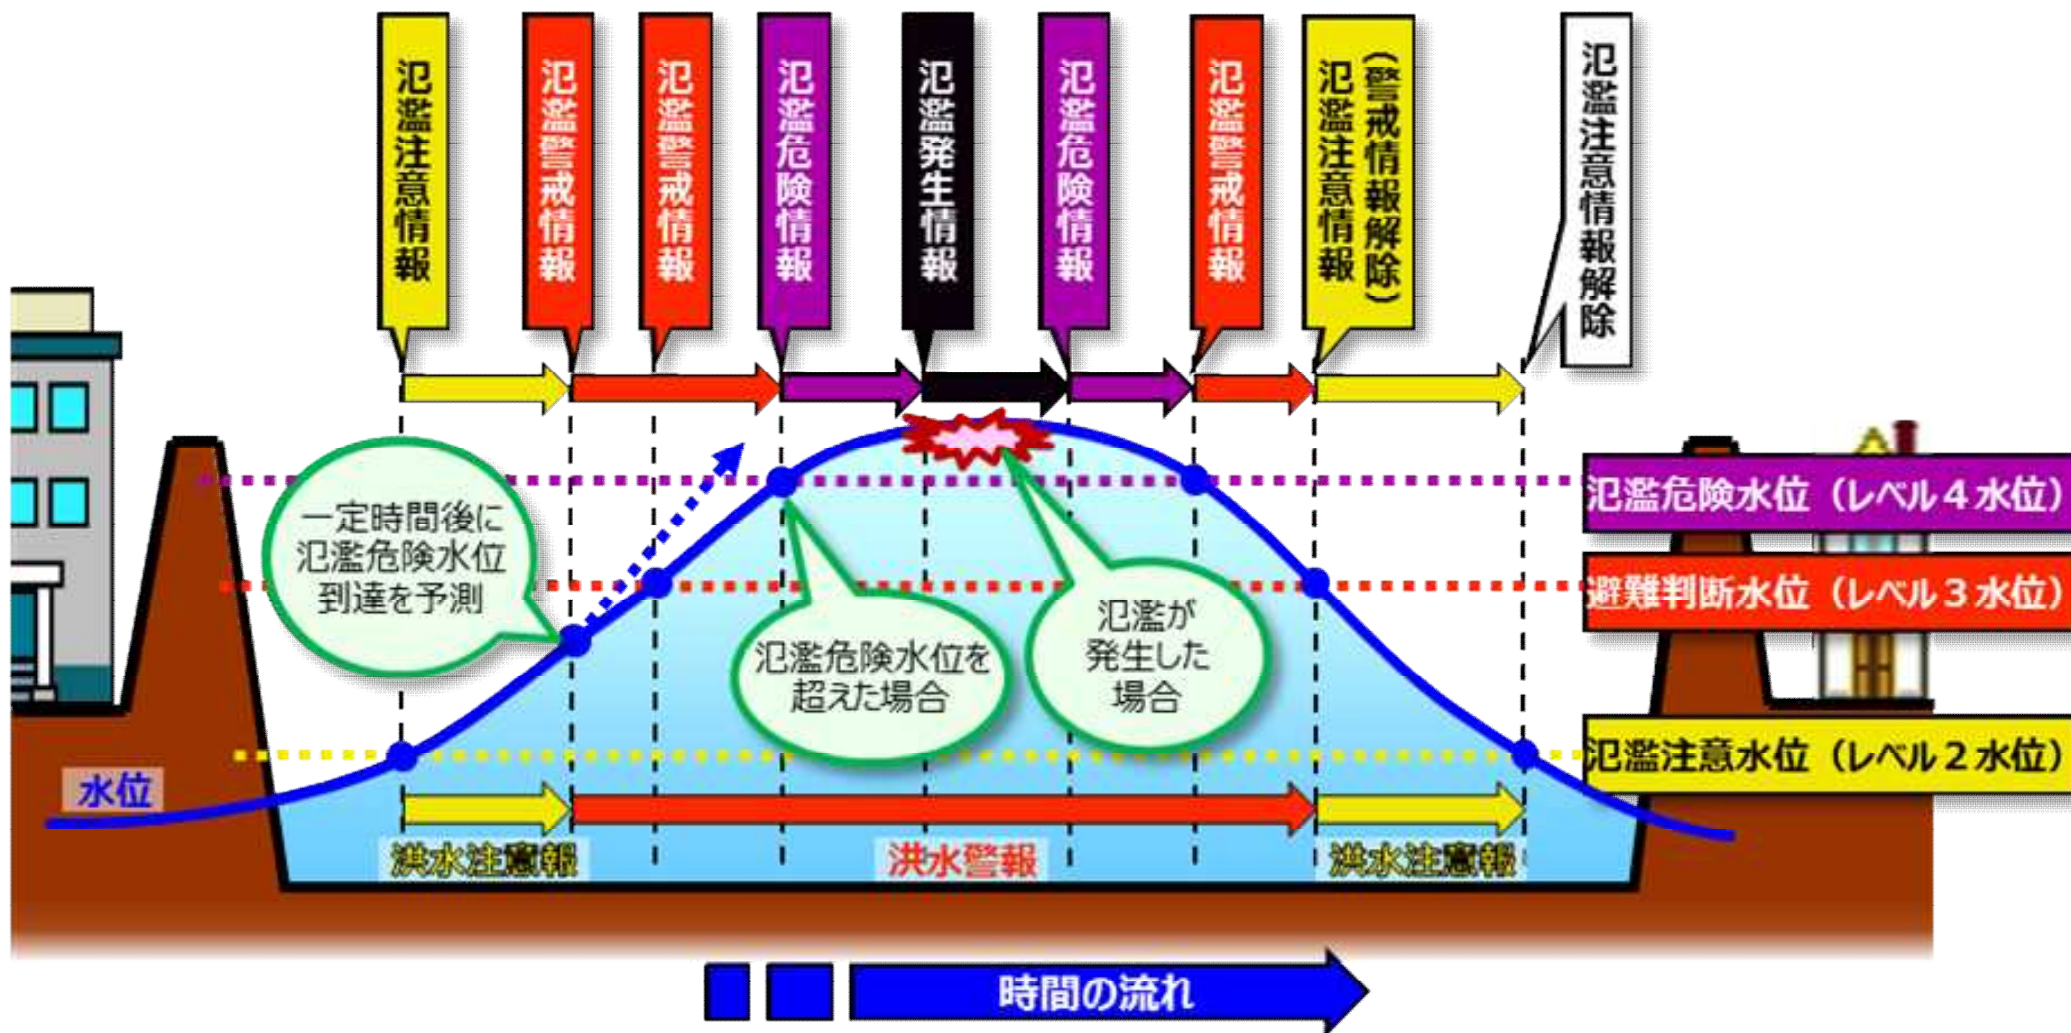 氾濫注意情報
氾濫警戒情報
氾濫警戒情報
氾濫危険情報
氾濫発生情報
氾濫危険情報
氾濫警戒情報
(警戒情報解除)
氾濫注意情報
氾濫注意情報解除
一定時間後に
氾濫危険水位
到達を予測
氾濫危険水位を
超えた場合
氾濫が
発生した
場合
氾濫危険水位(レベル4水位)
避難判断水位(レベル3水位)
氾濫注意水位(レベル2水位)
水位
洪水注意報
洪水警報
洪水注意報
時間の流れ